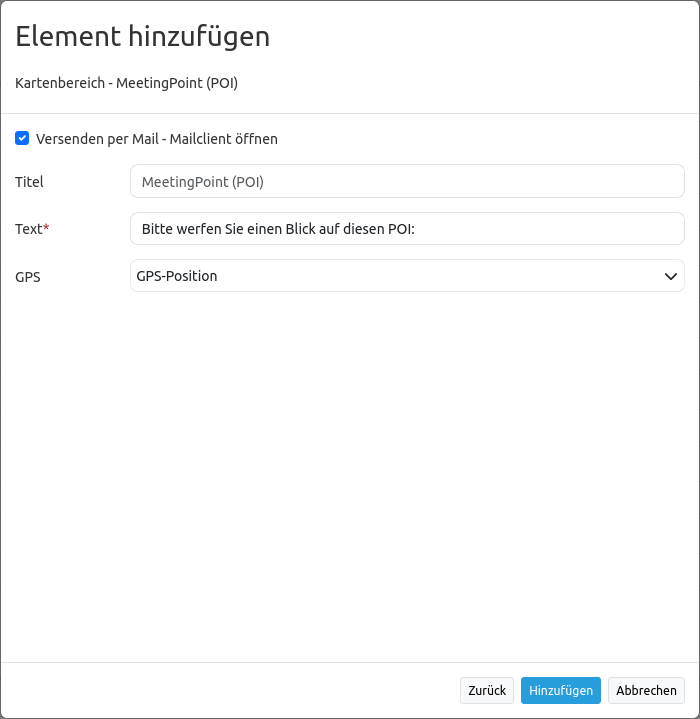 Element hinzufügen
Kartenbereich - MeetingPoint (POI)
Versenden per Mail - Mailclient öffnen
Titel MeetingPoint (POI)
Text* Bitte werfen Sie einen Blick auf diesen POI:
GPS GPS-Position
Zurück Hinzufügen Abbrechen